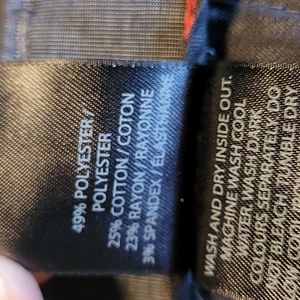 49% POLYESTER /
POLYESTER
25% COTTON / COTON
23% RAYON / RAYONNE
3% SPANDEX / ÉLASTHANNE
WASH AND DRY INSIDE OUT.
MACHINE WASH COOL
WATER, WASH DARK
COLOURS SEPARATELY, DO
NOT BLEACH, TUMBLE DRY